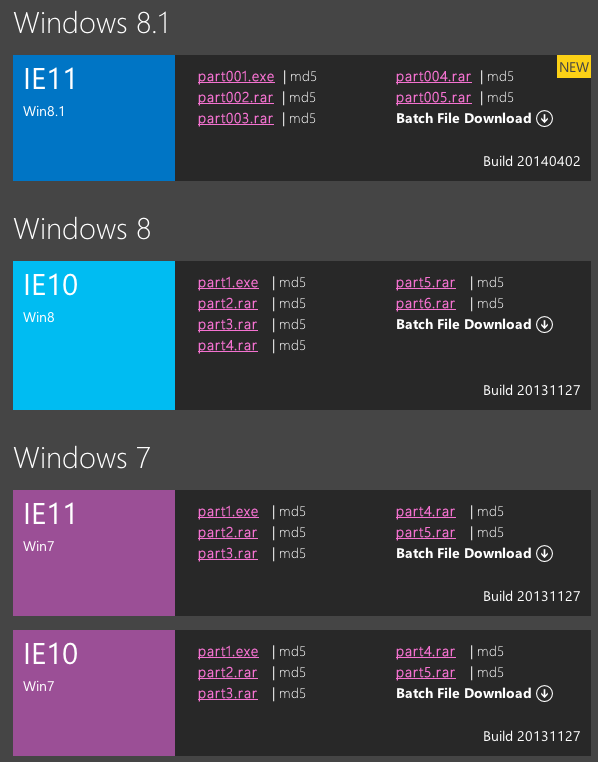 Windows 8.1
NEW
IE11
Win8.1
part001.exe | md5
part002.rar | md5
part003.rar | md5
part004.rar | md5
part005.rar | md5
Batch File Download
Build 20140402
Windows 8
IE10
Win8
part1.exe | md5
part2.rar | md5
part3.rar | md5
part4.rar | md5
part5.rar | md5
part6.rar | md5
Batch File Download
Build 20131127
Windows 7
IE11
Win7
part1.exe | md5
part2.rar | md5
part3.rar | md5
part4.rar | md5
part5.rar | md5
Batch File Download
Build 20131127
IE10
Win7
part1.exe | md5
part2.rar | md5
part3.rar | md5
part4.rar | md5
part5.rar | md5
Batch File Download
Build 20131127